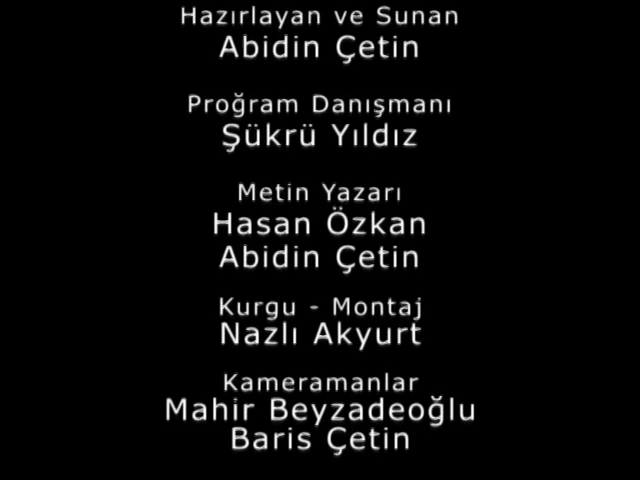 Hazırlayan ve Sunan
Abidin Çetin
Proğram Danışmanı
Şükrü Yıldız
Metin Yazarı
Hasan Özkan
Abidin Çetin
Kurgu - Montaj
Nazlı Akyurt
Kameramanlar
Mahir Beyzadeoğlu
Baris Çetin